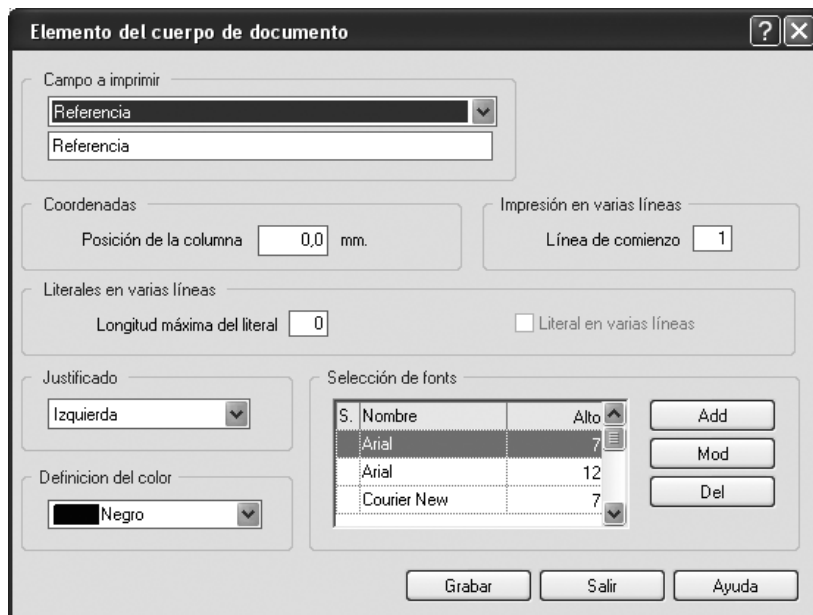 Elemento del cuerpo de documento
Campo a imprimir
Referencia
Referencia
Coordenadas
Posición de la columna 0,0 mm.
Impresión en varias líneas
Línea de comienzo 1
Literales en varias líneas
Longitud máxima del literal 0
Literal en varias líneas
Justificado
Izquierda
Definicion del color
Negro
Selección de fonts
S. Nombre Alto
Arial 7
Arial 12
Courier New 7
Add
Mod
Del
Grabar Salir Ayuda